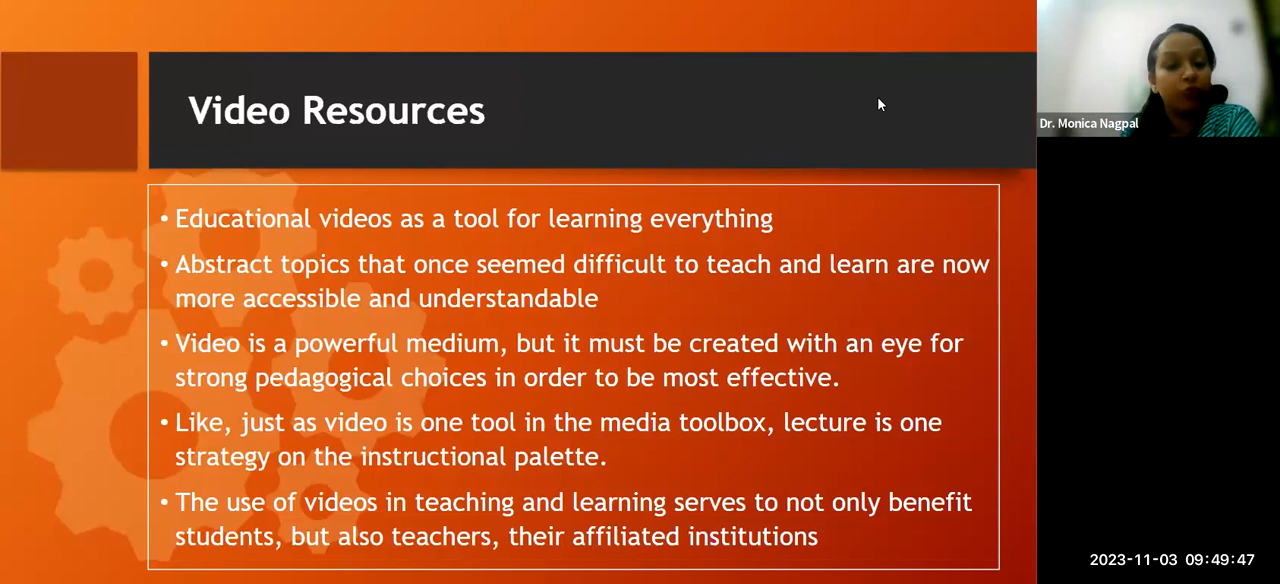 Video Resources
• Educational videos as a tool for learning everything
• Abstract topics that once seemed difficult to teach and learn are now
more accessible and understandable
• Video is a powerful medium, but it must be created with an eye for
strong pedagogical choices in order to be most effective.
• Like, just as video is one tool in the media toolbox, lecture is one
strategy on the instructional palette.
• The use of videos in teaching and learning serves to not only benefit
students, but also teachers, their affiliated institutions
Dr. Monica Nagpal
2023-11-03 09:49:47